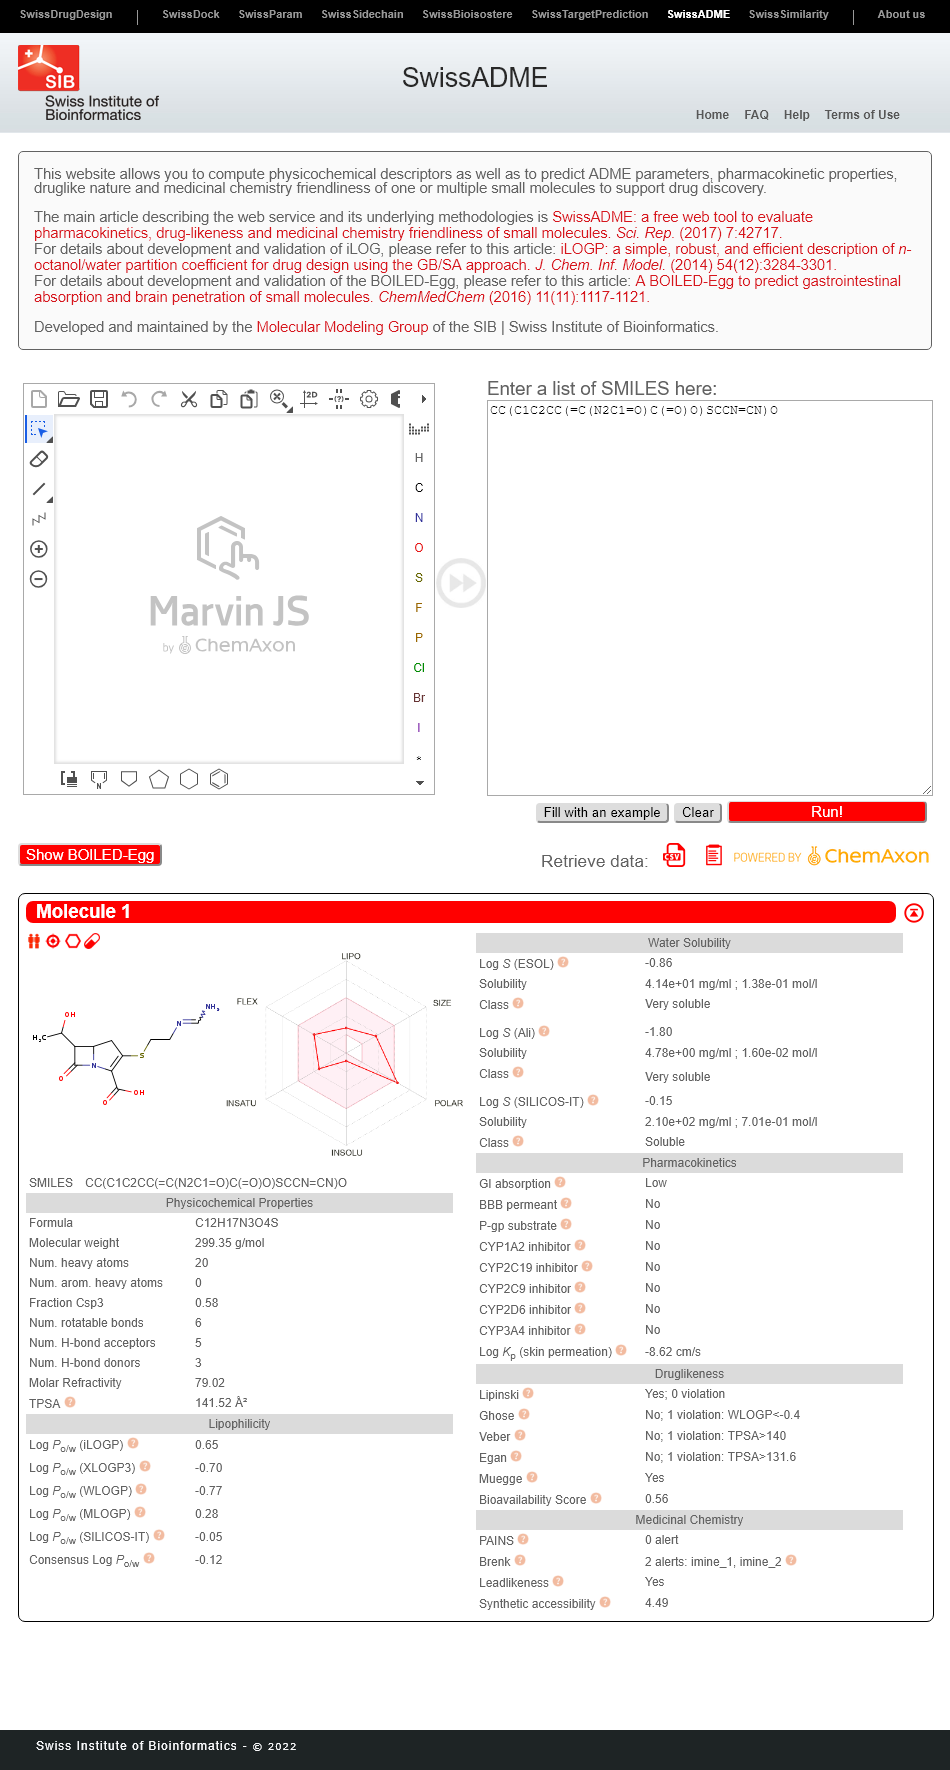 SwissDrugDesign | SwissDock SwissParam SwissSidechain SwissBioisostere SwissTargetPrediction SwissADME SwissSimilarity | About us
SIB
Swiss Institute of
Bioinformatics
SwissADME
Home FAQ Help Terms of Use
This website allows you to compute physicochemical descriptors as well as to predict ADME parameters, pharmacokinetic properties,
druglike nature and medicinal chemistry friendliness of one or multiple small molecules to support drug discovery.
The main article describing the web service and its underlying methodologies is SwissADME: a free web tool to evaluate
pharmacokinetics, drug-likeness and medicinal chemistry friendliness of small molecules. Sci. Rep. (2017) 7:42717.
For details about development and validation of iLOG, please refer to this article: iLOGP: a simple, robust, and efficient description of n-
octanol/water partition coefficient for drug design using the GB/SA approach. J. Chem. Inf. Model. (2014) 54(12):3284-3301.
For details about development and validation of the BOILED-Egg, please refer to this article: A BOILED-Egg to predict gastrointestinal
absorption and brain penetration of small molecules. ChemMedChem (2016) 11(11):1117-1121.
Developed and maintained by the Molecular Modeling Group of the SIB | Swiss Institute of Bioinformatics.
Enter a list of SMILES here:
CC(C1C2CC(=C(N2C1=O)C(=O)O)SCCN=CN)O
2D
(?)
H
C
N
O
S
F
P
Cl
Br
I
*
N
Marvin JS
by ChemAxon
Fill with an example Clear Run!
Show BOILED-Egg
Retrieve data: CSV POWERED BY ChemAxon
Molecule 1
LIPO
FLEX
SIZE
INSATU
POLAR
INSOLU
OH
H3C
NH2
N
S
N
O
O
OH
SMILES CC(C1C2CC(=C(N2C1=O)C(=O)O)SCCN=CN)O
Physicochemical Properties
Formula C12H17N3O4S
Molecular weight 299.35 g/mol
Num. heavy atoms 20
Num. arom. heavy atoms 0
Fraction Csp3 0.58
Num. rotatable bonds 6
Num. H-bond acceptors 5
Num. H-bond donors 3
Molar Refractivity 79.02
TPSA ? 141.52 Å²
Lipophilicity
Log Po/w (iLOGP) ? 0.65
Log Po/w (XLOGP3) ? -0.70
Log Po/w (WLOGP) ? -0.77
Log Po/w (MLOGP) ? 0.28
Log Po/w (SILICOS-IT) ? -0.05
Consensus Log Po/w ? -0.12
Water Solubility
Log S (ESOL) ? -0.86
Solubility 4.14e+01 mg/ml ; 1.38e-01 mol/l
Class ? Very soluble
Log S (Ali) ? -1.80
Solubility 4.78e+00 mg/ml ; 1.60e-02 mol/l
Class ? Very soluble
Log S (SILICOS-IT) ? -0.15
Solubility 2.10e+02 mg/ml ; 7.01e-01 mol/l
Class ? Soluble
Pharmacokinetics
GI absorption ? Low
BBB permeant ? No
P-gp substrate ? No
CYP1A2 inhibitor ? No
CYP2C19 inhibitor ? No
CYP2C9 inhibitor ? No
CYP2D6 inhibitor ? No
CYP3A4 inhibitor ? No
Log Kp (skin permeation) ? -8.62 cm/s
Druglikeness
Lipinski ? Yes; 0 violation
Ghose ? No; 1 violation: WLOGP<-0.4
Veber ? No; 1 violation: TPSA>140
Egan ? No; 1 violation: TPSA>131.6
Muegge ? Yes
Bioavailability Score ? 0.56
Medicinal Chemistry
PAINS ? 0 alert
Brenk ? 2 alerts: imine_1, imine_2 ?
Leadlikeness ? Yes
Synthetic accessibility ? 4.49
Swiss Institute of Bioinformatics - © 2022